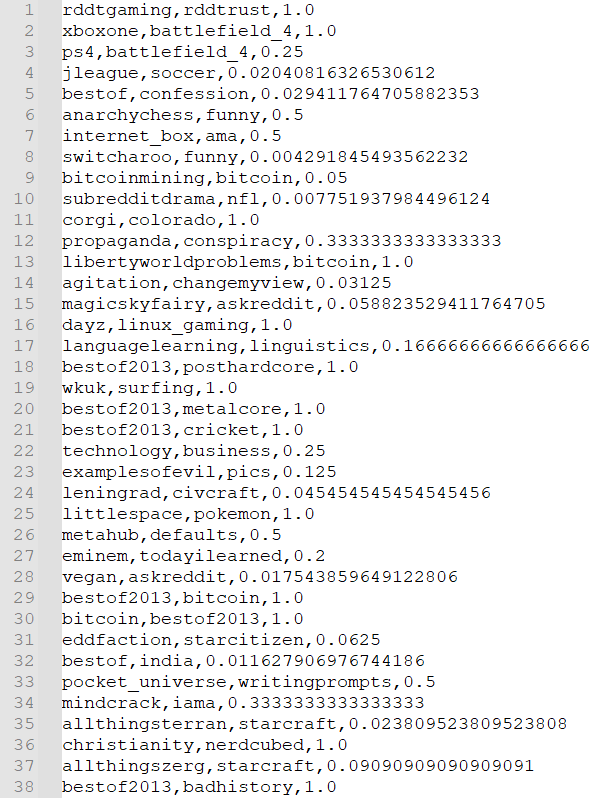 1 rddtgaming,rddtrust,1.0
2 xboxone,battlefield_4,1.0
3 ps4,battlefield_4,0.25
4 jleague,soccer,0.02040816326530612
5 bestof,confession,0.029411764705882353
6 anarchychess,funny,0.5
7 internet_box,ama,0.5
8 switcharoo,funny,0.004291845493562232
9 bitcoinmining,bitcoin,0.05
10 subredditdrama,nfl,0.007751937984496124
11 corgi,colorado,1.0
12 propaganda,conspiracy,0.3333333333333333
13 libertyworldproblems,bitcoin,1.0
14 agitation,changemyview,0.03125
15 magicskyfairy,askreddit,0.058823529411764705
16 dayz,linux_gaming,1.0
17 languagelearning,linguistics,0.16666666666666666
18 bestof2013,posthardcore,1.0
19 wkuk,surfing,1.0
20 bestof2013,metalcore,1.0
21 bestof2013,cricket,1.0
22 technology,business,0.25
23 examplesofevil,pics,0.125
24 leningrad,civcraft,0.045454545454545456
25 littlespace,pokemon,1.0
26 metahub,defaults,0.5
27 eminem,todayilearned,0.2
28 vegan,askreddit,0.017543859649122806
29 bestof2013,bitcoin,1.0
30 bitcoin,bestof2013,1.0
31 eddfaction,starcitizen,0.0625
32 bestof,india,0.011627906976744186
33 pocket_universe,writingprompts,0.5
34 mindcrack,iama,0.3333333333333333
35 allthingsterran,starcraft,0.023809523809523808
36 christianity,nerdcubed,1.0
37 allthingszerg,starcraft,0.09090909090909091
38 bestof2013,badhistory,1.0